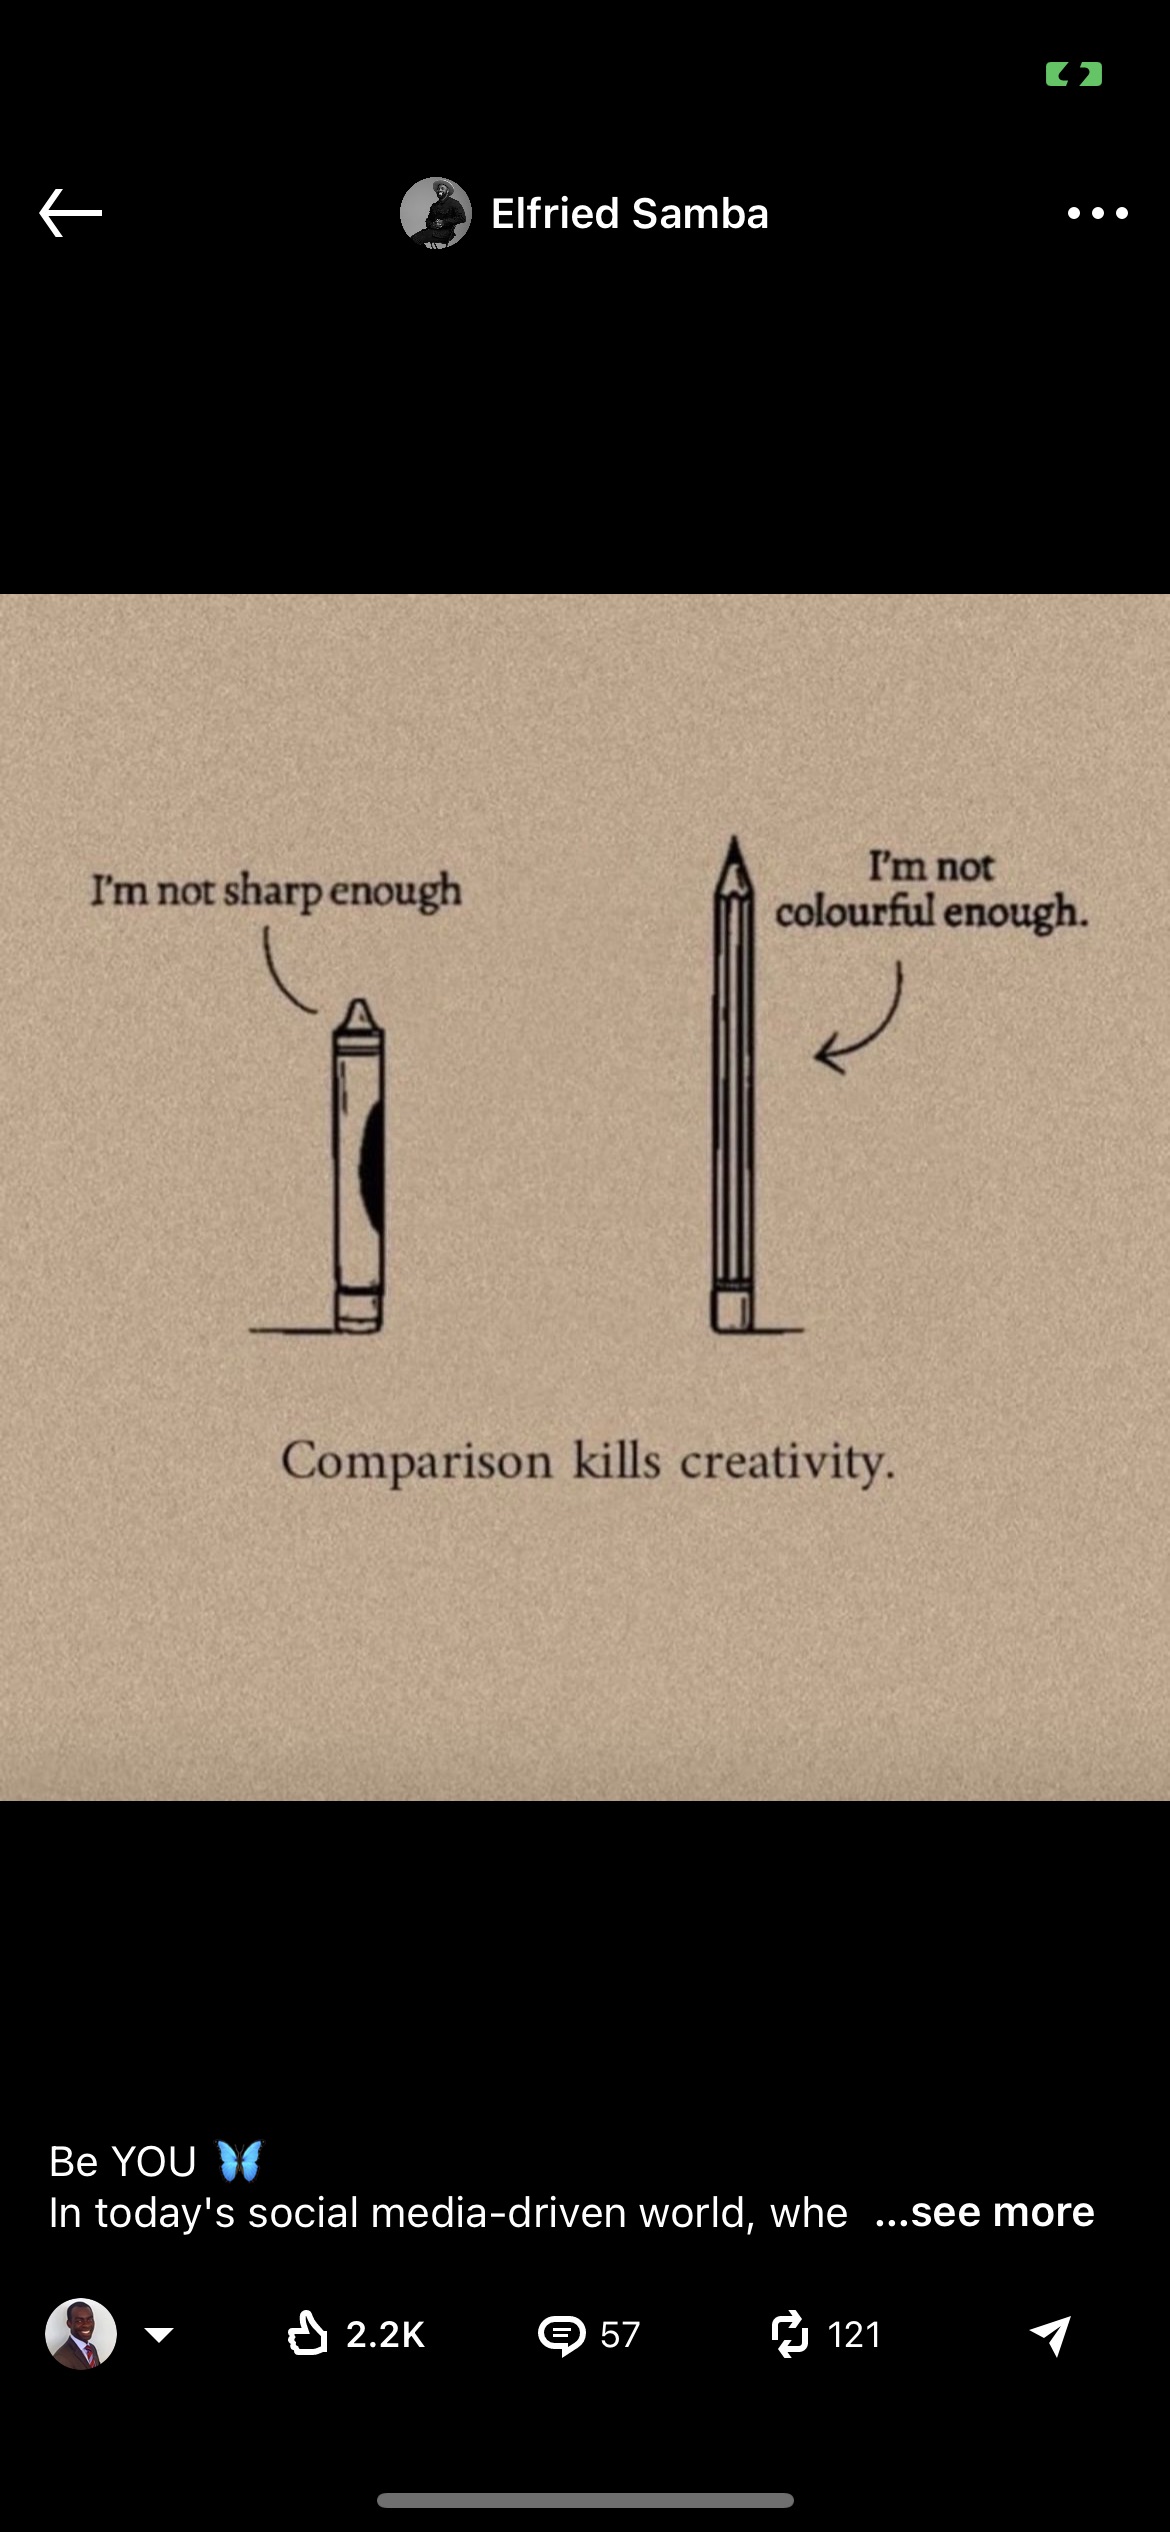 Elfried Samba
I'm not sharp enough
I'm not
colourful enough.
Comparison kills creativity.
Be YOU 🦋
In today's social media-driven world, whe ...see more
2.2K 57 121